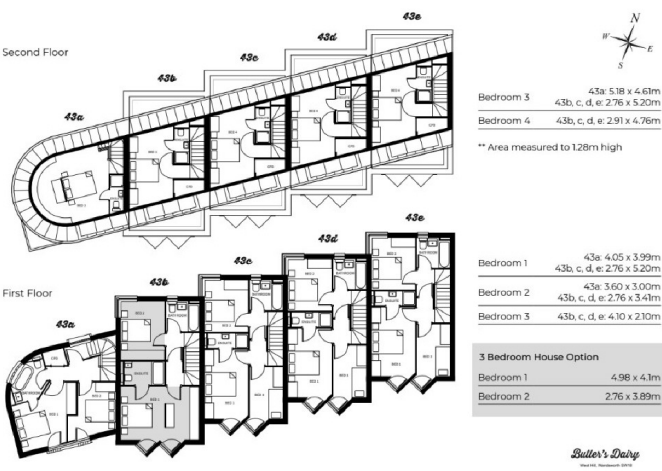 Second Floor
43a
43b
43c
43d
43e
N
W
E
S
Bedroom 3 43a: 5.18 x 4.61m
43b, c, d, e: 2.76 x 5.20m
Bedroom 4 43b, c, d, e: 2.91 x 4.76m
** Area measured to 1.28m high
First Floor
43a
43b
43c
43d
43e
Bedroom 1 43a: 4.05 x 3.99m
43b, c, d, e: 2.76 x 5.20m
Bedroom 2 43a: 3.60 x 3.00m
43b, c, d, e: 2.76 x 3.41m
Bedroom 3 43b, c, d, e: 4.10 x 2.10m
3 Bedroom House Option
Bedroom 1 4.98 x 4.1m
Bedroom 2 2.76 x 3.89m
Butler's Dairy